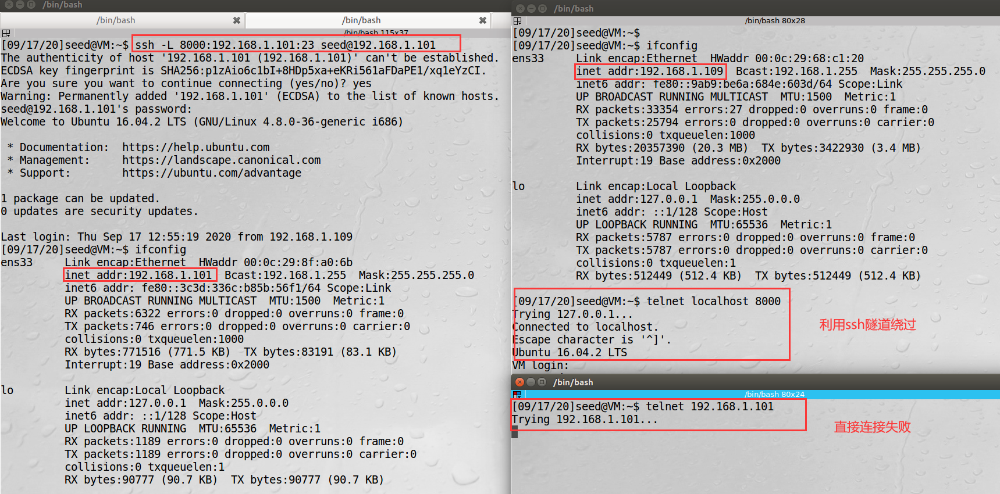 /bin/bash
/bin/bash
/bin/bash
/bin/bash 115x37
[09/17/20]seed@VM:~$ ssh -L 8000:192.168.1.101:23 seed@192.168.1.101
The authenticity of host '192.168.1.101 (192.168.1.101)' can't be established.
ECDSA key fingerprint is SHA256:p1zAio6c1bI+8HDp5xa+eKRi561aFDaPE1/xq1eYzCI.
Are you sure you want to continue connecting (yes/no)? yes
Warning: Permanently added '192.168.1.101' (ECDSA) to the list of known hosts.
seed@192.168.1.101's password:
Welcome to Ubuntu 16.04.2 LTS (GNU/Linux 4.8.0-36-generic i686)
* Documentation:  https://help.ubuntu.com
* Management:     https://landscape.canonical.com
* Support:        https://ubuntu.com/advantage
1 package can be updated.
0 updates are security updates.
Last login: Thu Sep 17 12:55:19 2020 from 192.168.1.109
[09/17/20]seed@VM:~$ ifconfig
ens33     Link encap:Ethernet  HWaddr 00:0c:29:8f:a0:6b
inet addr:192.168.1.101  Bcast:192.168.1.255  Mask:255.255.255.0
inet6 addr: fe80::3c3d:336c:b85b:56f1/64 Scope:Link
UP BROADCAST RUNNING MULTICAST  MTU:1500  Metric:1
RX packets:6322 errors:0 dropped:0 overruns:0 frame:0
TX packets:746 errors:0 dropped:0 overruns:0 carrier:0
collisions:0 txqueuelen:1000
RX bytes:771516 (771.5 KB)  TX bytes:83191 (83.1 KB)
Interrupt:19 Base address:0x2000
lo        Link encap:Local Loopback
inet addr:127.0.0.1  Mask:255.0.0.0
inet6 addr: ::1/128 Scope:Host
UP LOOPBACK RUNNING  MTU:65536  Metric:1
RX packets:1189 errors:0 dropped:0 overruns:0 frame:0
TX packets:1189 errors:0 dropped:0 overruns:0 carrier:0
collisions:0 txqueuelen:1
RX bytes:90777 (90.7 KB)  TX bytes:90777 (90.7 KB)
/bin/bash
/bin/bash 80x28
[09/17/20]seed@VM:~$
[09/17/20]seed@VM:~$ ifconfig
ens33     Link encap:Ethernet  HWaddr 00:0c:29:68:c1:20
inet addr:192.168.1.109  Bcast:192.168.1.255  Mask:255.255.255.0
inet6 addr: fe80::9ab9:be6a:684e:603d/64 Scope:Link
UP BROADCAST RUNNING MULTICAST  MTU:1500  Metric:1
RX packets:33354 errors:27 dropped:0 overruns:0 frame:0
TX packets:25794 errors:0 dropped:0 overruns:0 carrier:0
collisions:0 txqueuelen:1000
RX bytes:20357390 (20.3 MB)  TX bytes:3422930 (3.4 MB)
Interrupt:19 Base address:0x2000
lo        Link encap:Local Loopback
inet addr:127.0.0.1  Mask:255.0.0.0
inet6 addr: ::1/128 Scope:Host
UP LOOPBACK RUNNING  MTU:65536  Metric:1
RX packets:5787 errors:0 dropped:0 overruns:0 frame:0
TX packets:5787 errors:0 dropped:0 overruns:0 carrier:0
collisions:0 txqueuelen:1
RX bytes:512449 (512.4 KB)  TX bytes:512449 (512.4 KB)
[09/17/20]seed@VM:~$ telnet localhost 8000
Trying 127.0.0.1...
Connected to localhost.
Escape character is '^]'.
Ubuntu 16.04.2 LTS
VM login:
利用ssh隧道绕过
/bin/bash
/bin/bash 80x24
[09/17/20]seed@VM:~$ telnet 192.168.1.101
Trying 192.168.1.101...
直接连接失败